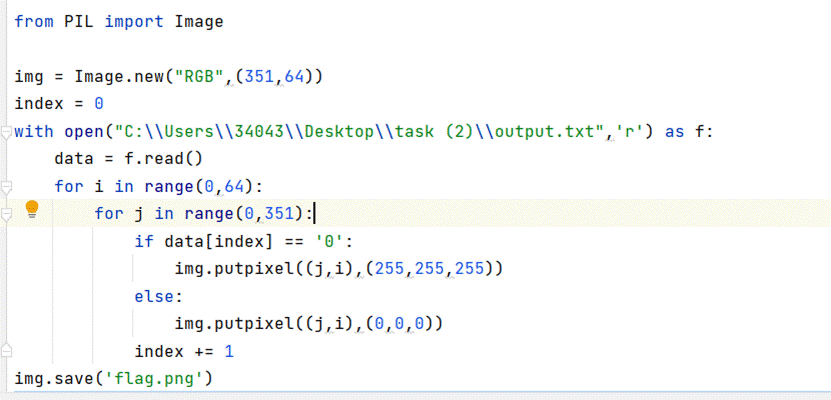 from PIL import Image
img = Image.new("RGB",(351,64))
index = 0
with open("C:\\Users\\34043\\Desktop\\task (2)\\output.txt",'r') as f:
    data = f.read()
    for i in range(0,64):
        for j in range(0,351):
            if data[index] == '0':
                img.putpixel((j,i),(255,255,255))
            else:
                img.putpixel((j,i),(0,0,0))
            index += 1
img.save('flag.png')